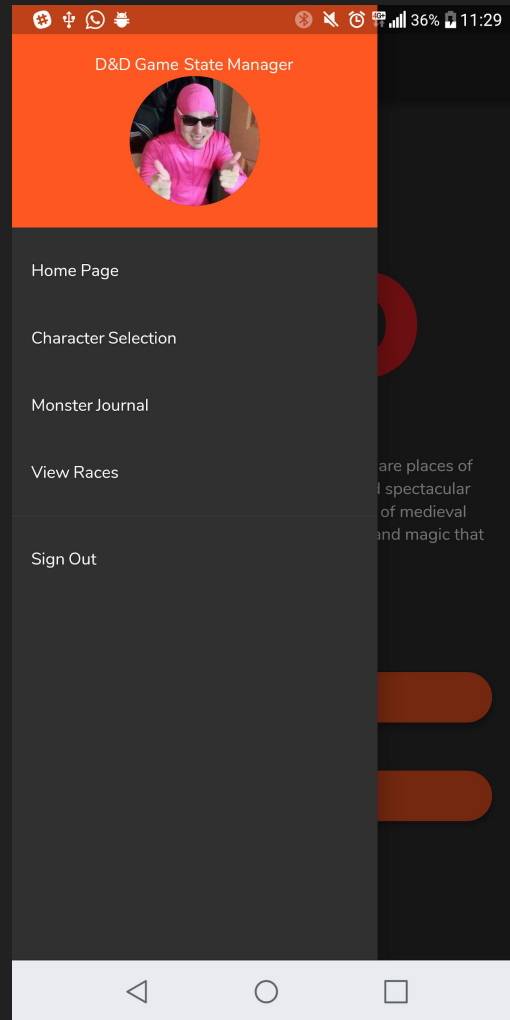 4G+ 36% 11:29
D&D Game State Manager
Home Page
Character Selection
Monster Journal
View Races
Sign Out
are places of
spectacular
of medieval
and magic that